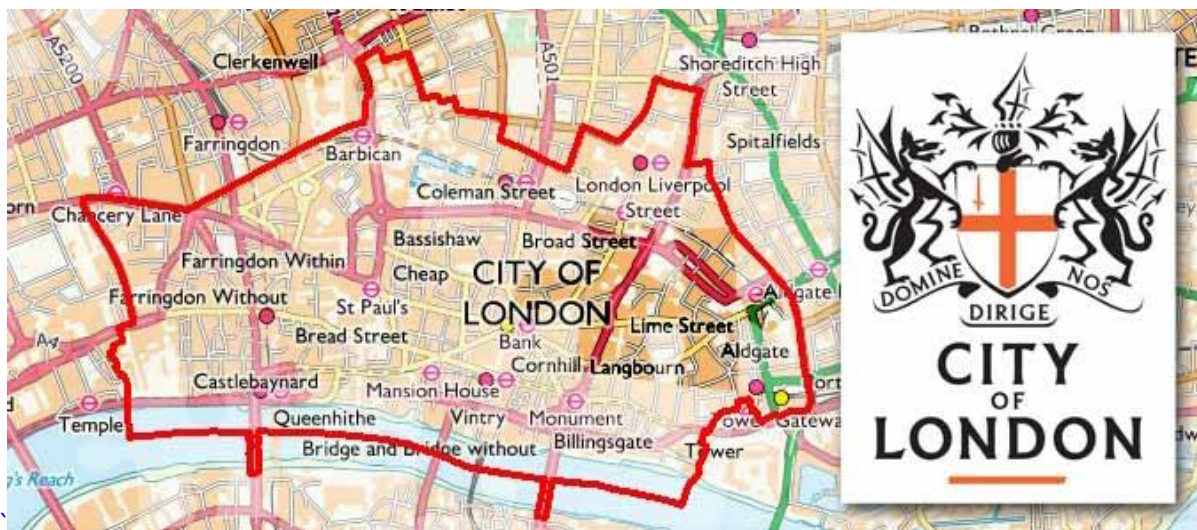 A5200
Clerkenwell
A501
Shoreditch High
Street
Farringdon
Barbican
Spitalfields
Coleman Street
London Liverpool
Street
Chancery Lane
Bassishaw
Broad Street
Farringdon Within
Cheap
CITY OF
LONDON
Farringdon Without
St Paul's
Lime Street
Bread Street
Bank
Aldgate
A4
Cornhill
Langbourn
Castlebaynard
Mansion House
Temple
Queenhithe
Vintry
Monument
Billingsgate
Bridge and Bridge without
Tower
DOMINE
DIRIGE
NOS
CITY
OF
LONDON